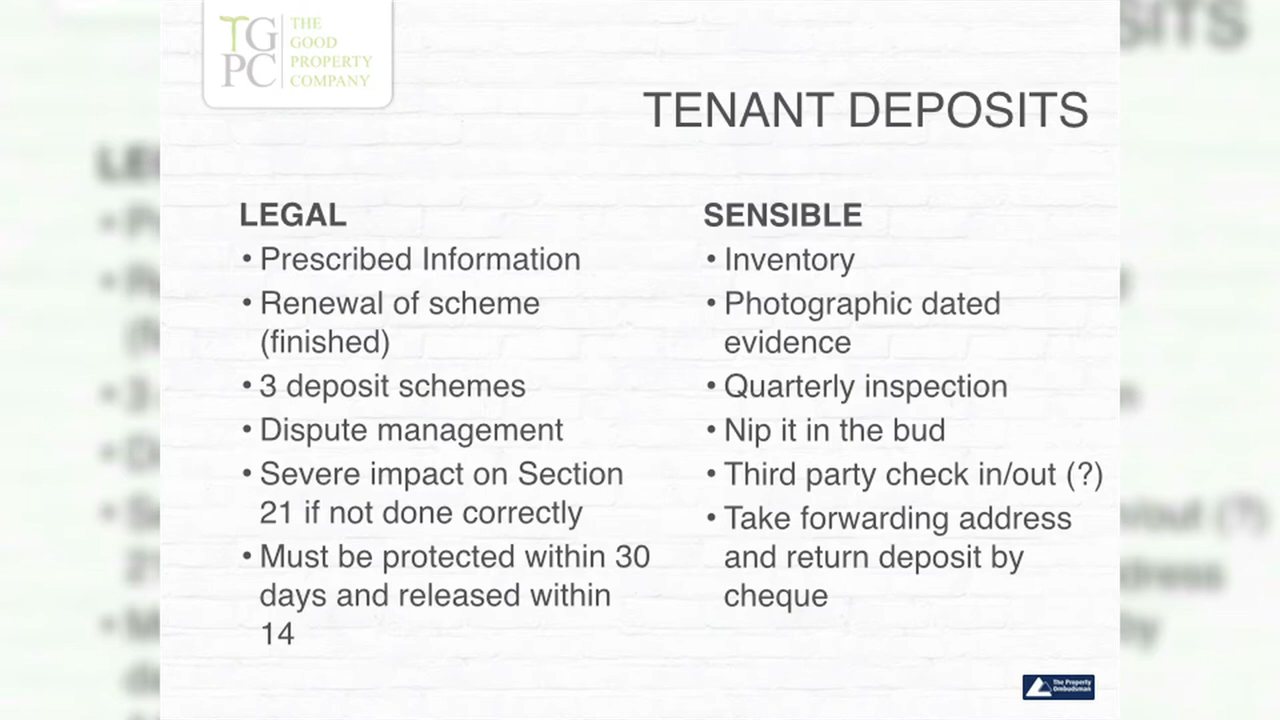 TGPC
THE
GOOD
PROPERTY
COMPANY
TENANT DEPOSITS
LEGAL
• Prescribed Information
• Renewal of scheme
(finished)
• 3 deposit schemes
• Dispute management
• Severe impact on Section
21 if not done correctly
• Must be protected within 30
days and released within
14
SENSIBLE
• Inventory
• Photographic dated
evidence
• Quarterly inspection
• Nip it in the bud
• Third party check in/out (?)
• Take forwarding address
and return deposit by
cheque
The Property
Ombudsman